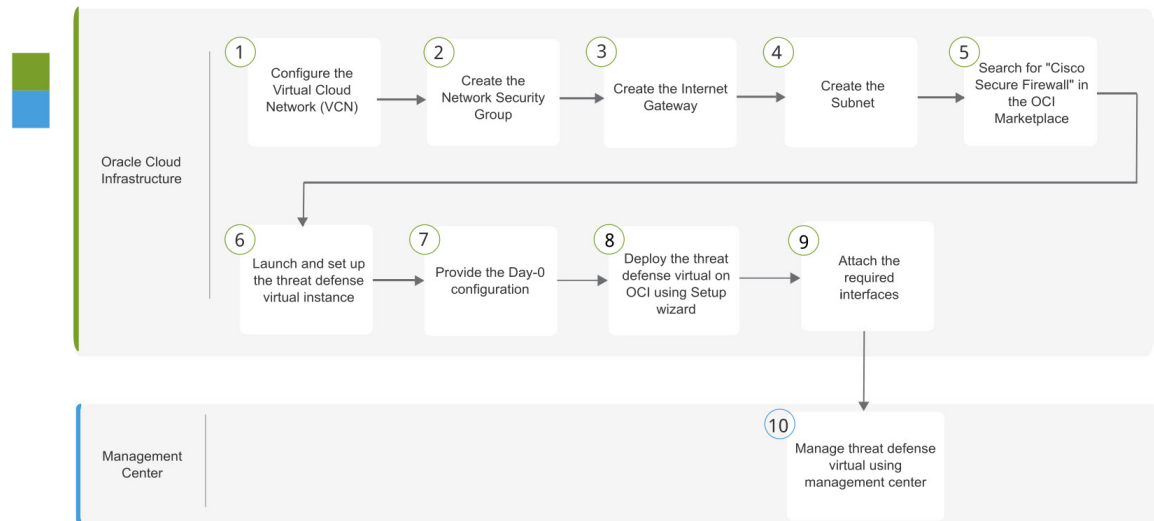 1
Configure the
Virtual Cloud
Network (VCN)
2
Create the
Network Security
Group
3
Create the Internet
Gateway
4
Create the
Subnet
5
Search for "Cisco
Secure Firewall" in
the OCI
Marketplace
Oracle Cloud
Infrastructure
6
Launch and set up
the threat defense
virtual instance
7
Provide the Day-0
configuration
8
Deploy the threat
defense virtual on
OCI using Setup
wizard
9
Attach the
required
interfaces
Management
Center
10
Manage threat defense
virtual using
management center